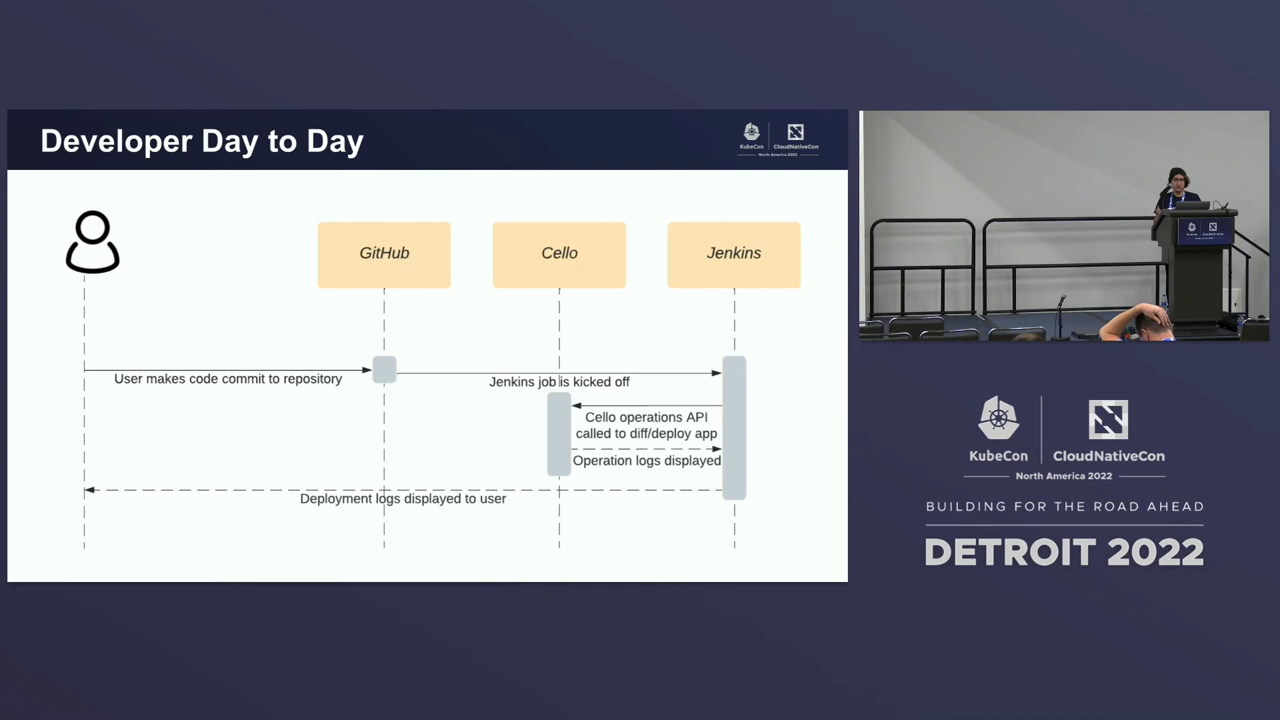 Developer Day to Day
KubeCon
CloudNativeCon
North America 2022
GitHub
Cello
Jenkins
User makes code commit to repository
Jenkins job is kicked off
Cello operations API
called to diff/deploy app
Operation logs displayed
Deployment logs displayed to user
KubeCon
CloudNativeCon
North America 2022
BUILDING FOR THE ROAD AHEAD
DETROIT 2022